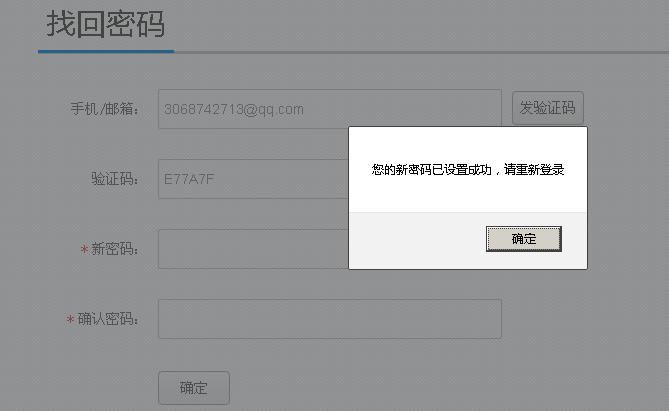 找回密码
手机/邮箱：
3068742713@qq.com
发验证码
您的新密码已设置成功，请重新登录
验证码：
E77A7F
确定
*新密码：
*确认密码：
确定